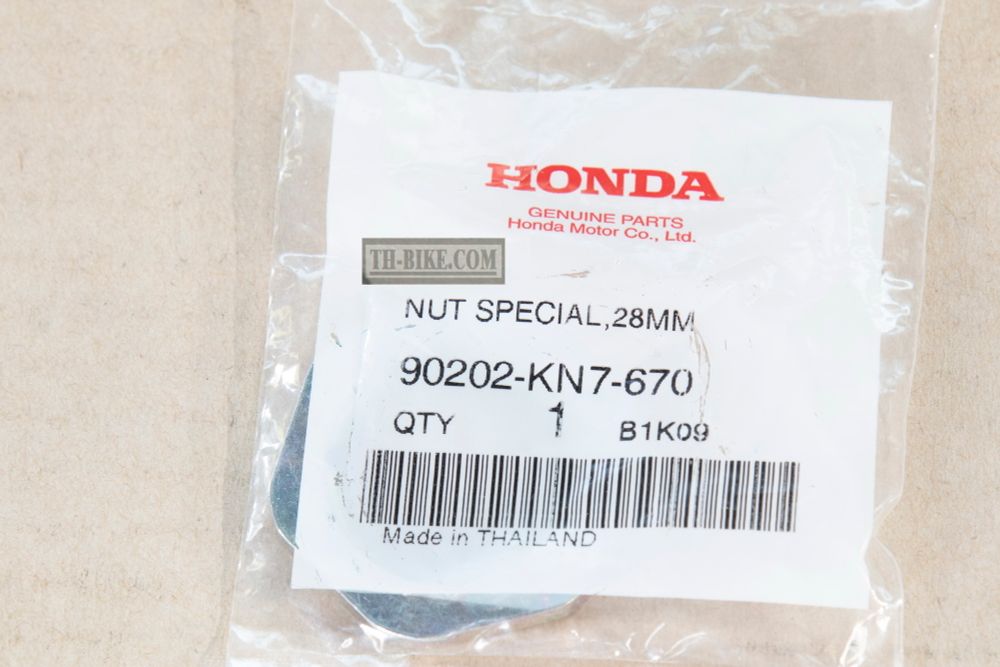 HONDA
GENUINE PARTS
Honda Motor Co., Ltd.
TH-BIKE.COM
NUT SPECIAL,28MM
90202-KN7-670
QTY 1 B1K09
Made in THAILAND